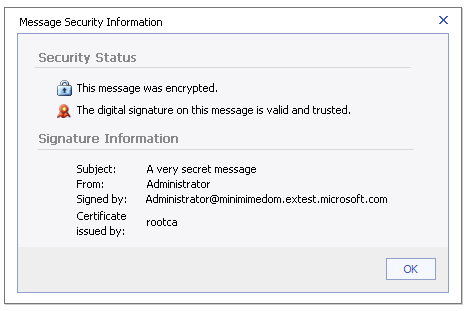 Message Security Information
Security Status
This message was encrypted.
The digital signature on this message is valid and trusted.
Signature Information
Subject: A very secret message
From: Administrator
Signed by: Administrator@minimimedom.extest.microsoft.com
Certificate
issued by: rootca
OK